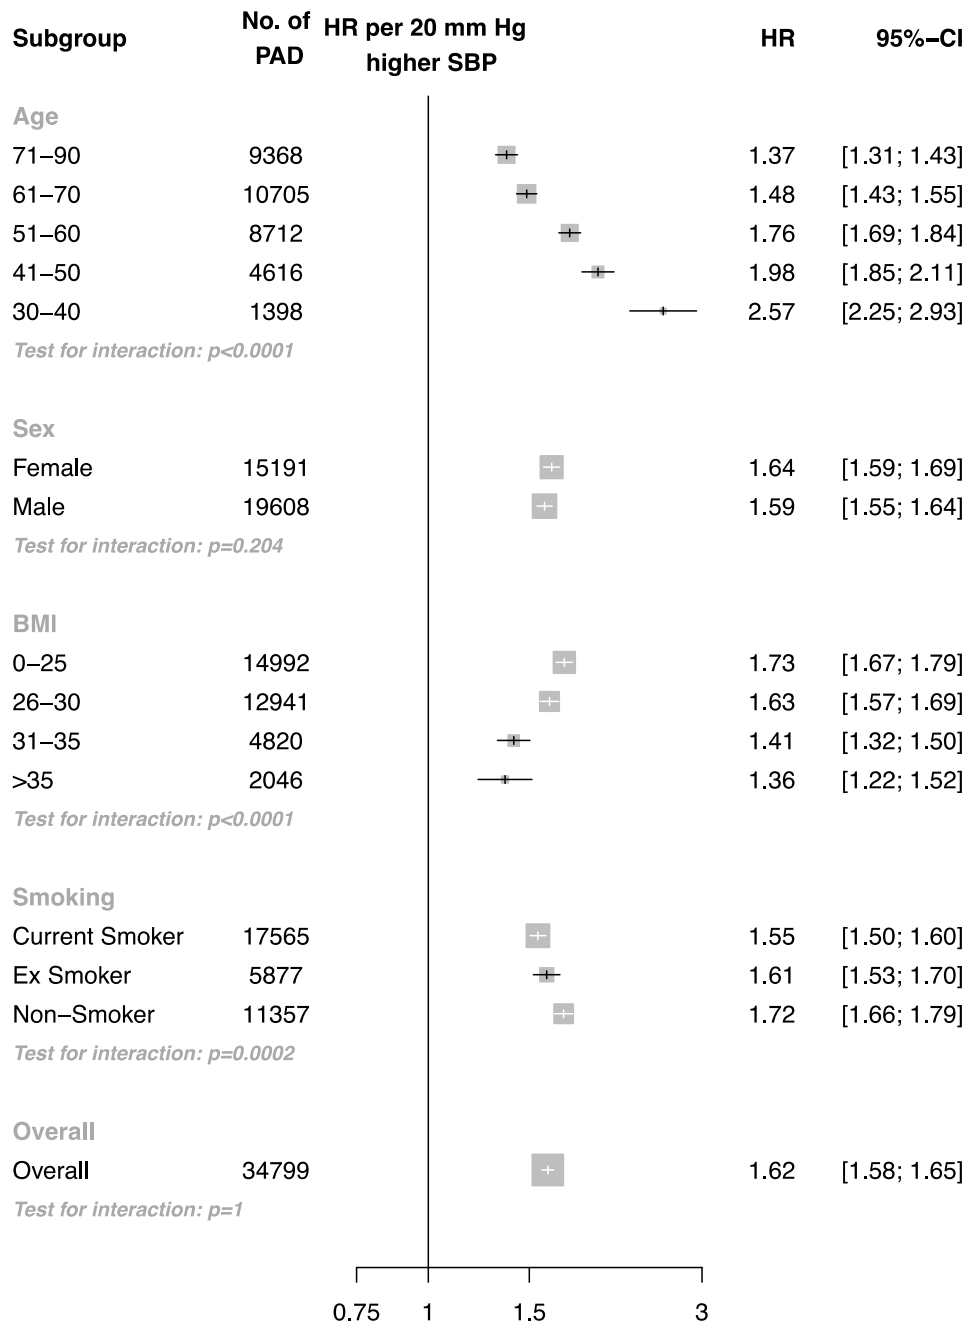 Subgroup No. of PAD HR per 20 mm Hg higher SBP HR 95%–CI
Age
71–90 9368 1.37 [1.31; 1.43]
61–70 10705 1.48 [1.43; 1.55]
51–60 8712 1.76 [1.69; 1.84]
41–50 4616 1.98 [1.85; 2.11]
30–40 1398 2.57 [2.25; 2.93]
Test for interaction: p<0.0001
Sex
Female 15191 1.64 [1.59; 1.69]
Male 19608 1.59 [1.55; 1.64]
Test for interaction: p=0.204
BMI
0–25 14992 1.73 [1.67; 1.79]
26–30 12941 1.63 [1.57; 1.69]
31–35 4820 1.41 [1.32; 1.50]
>35 2046 1.36 [1.22; 1.52]
Test for interaction: p<0.0001
Smoking
Current Smoker 17565 1.55 [1.50; 1.60]
Ex Smoker 5877 1.61 [1.53; 1.70]
Non–Smoker 11357 1.72 [1.66; 1.79]
Test for interaction: p=0.0002
Overall
Overall 34799 1.62 [1.58; 1.65]
Test for interaction: p=1
0.75 1 1.5 3